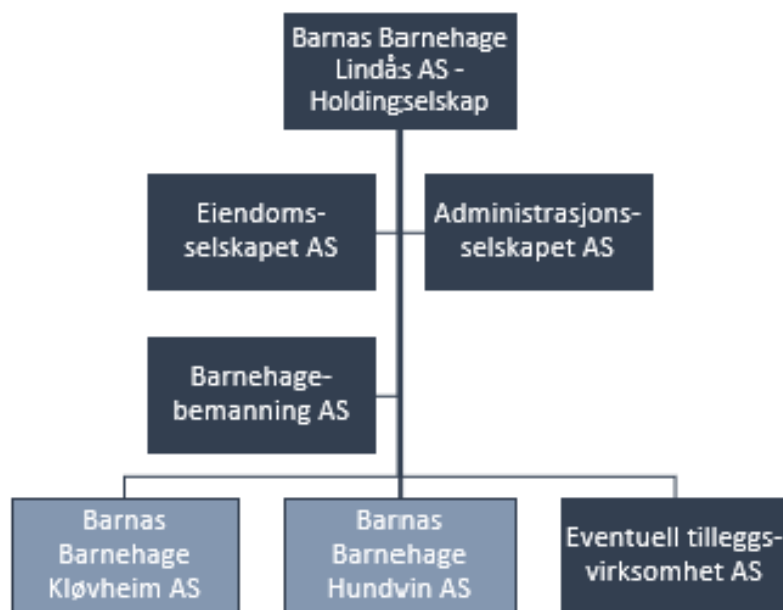 Barnas Barnehage
Lindås AS -
Holdingselskap
Eiendoms-
selskapet AS
Administrasjons-
selskapet AS
Barnehage-
bemanning AS
Barnas
Barnehage
Kløvheim AS
Barnas
Barnehage
Hundvin AS
Eventuell tilleggs-
virksomhet AS